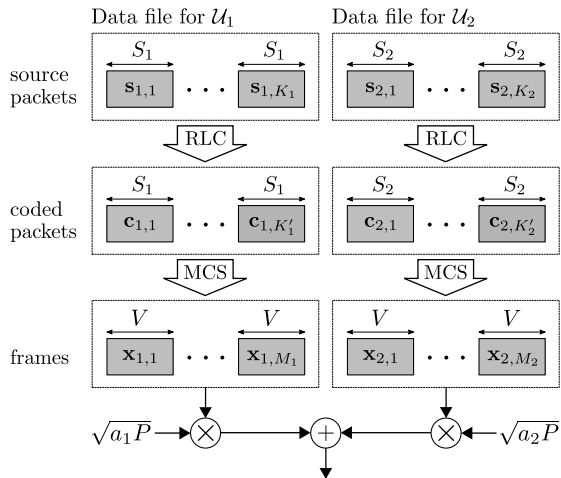 Data file for 𝒰₁ Data file for 𝒰₂
S₁ S₁ S₂ S₂
source packets
s₁,₁ ··· s₁,K₁ s₂,₁ ··· s₂,K₂
RLC RLC
S₁ S₁ S₂ S₂
coded packets
c₁,₁ ··· c₁,K′₁ c₂,₁ ··· c₂,K′₂
MCS MCS
V V V V
frames x₁,₁ ··· x₁,M₁ x₂,₁ ··· x₂,M₂
√a₁P × + × √a₂P